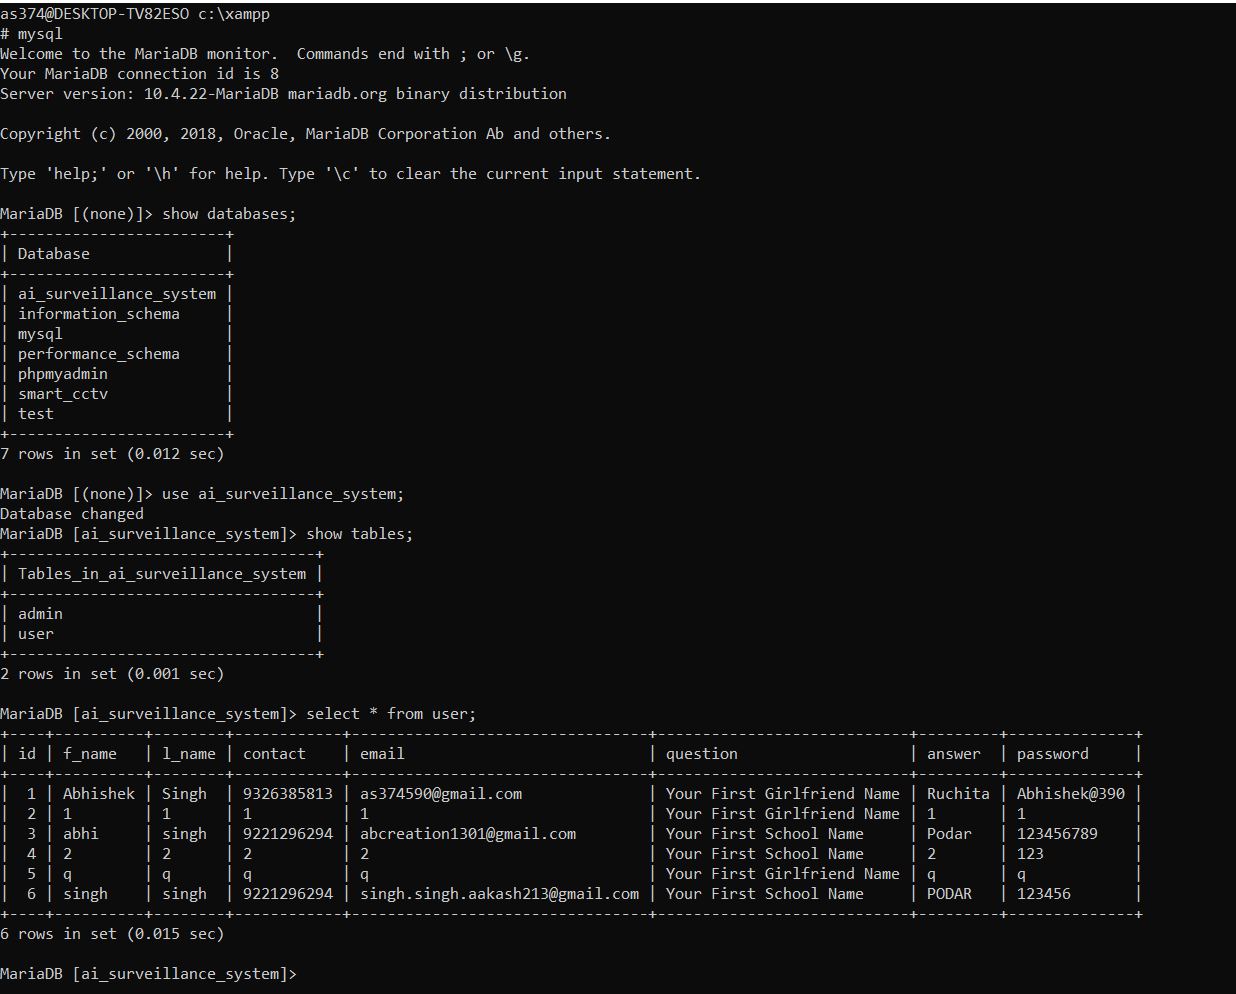 as374@DESKTOP-TV82ESO c:\xampp
# mysql
Welcome to the MariaDB monitor.  Commands end with ; or \g.
Your MariaDB connection id is 8
Server version: 10.4.22-MariaDB mariadb.org binary distribution

Copyright (c) 2000, 2018, Oracle, MariaDB Corporation Ab and others.

Type 'help;' or '\h' for help. Type '\c' to clear the current input statement.

MariaDB [(none)]> show databases;
+------------------------+
| Database               |
+------------------------+
| ai_surveillance_system |
| information_schema     |
| mysql                  |
| performance_schema     |
| phpmyadmin             |
| smart_cctv             |
| test                   |
+------------------------+
7 rows in set (0.012 sec)

MariaDB [(none)]> use ai_surveillance_system;
Database changed
MariaDB [ai_surveillance_system]> show tables;
+----------------------------------+
| Tables_in_ai_surveillance_system |
+----------------------------------+
| admin                            |
| user                             |
+----------------------------------+
2 rows in set (0.001 sec)

MariaDB [ai_surveillance_system]> select * from user;
+----+----------+--------+------------+--------------------------------+----------------------------+---------+--------------+
| id | f_name   | l_name | contact    | email                          | question                   | answer  | password     |
+----+----------+--------+------------+--------------------------------+----------------------------+---------+--------------+
|  1 | Abhishek | Singh  | 9326385813 | as374590@gmail.com             | Your First Girlfriend Name | Ruchita | Abhishek@390 |
|  2 | 1        | 1      | 1          | 1                              | Your First Girlfriend Name | 1       | 1            |
|  3 | abhi     | singh  | 9221296294 | abcreation1301@gmail.com       | Your First School Name     | Podar   | 123456789    |
|  4 | 2        | 2      | 2          | 2                              | Your First School Name     | 2       | 123          |
|  5 | q        | q      | q          | q                              | Your First Girlfriend Name | q       | q            |
|  6 | singh    | singh  | 9221296294 | singh.singh.aakash213@gmail.com | Your First School Name     | PODAR   | 123456       |
+----+----------+--------+------------+--------------------------------+----------------------------+---------+--------------+
6 rows in set (0.015 sec)

MariaDB [ai_surveillance_system]>